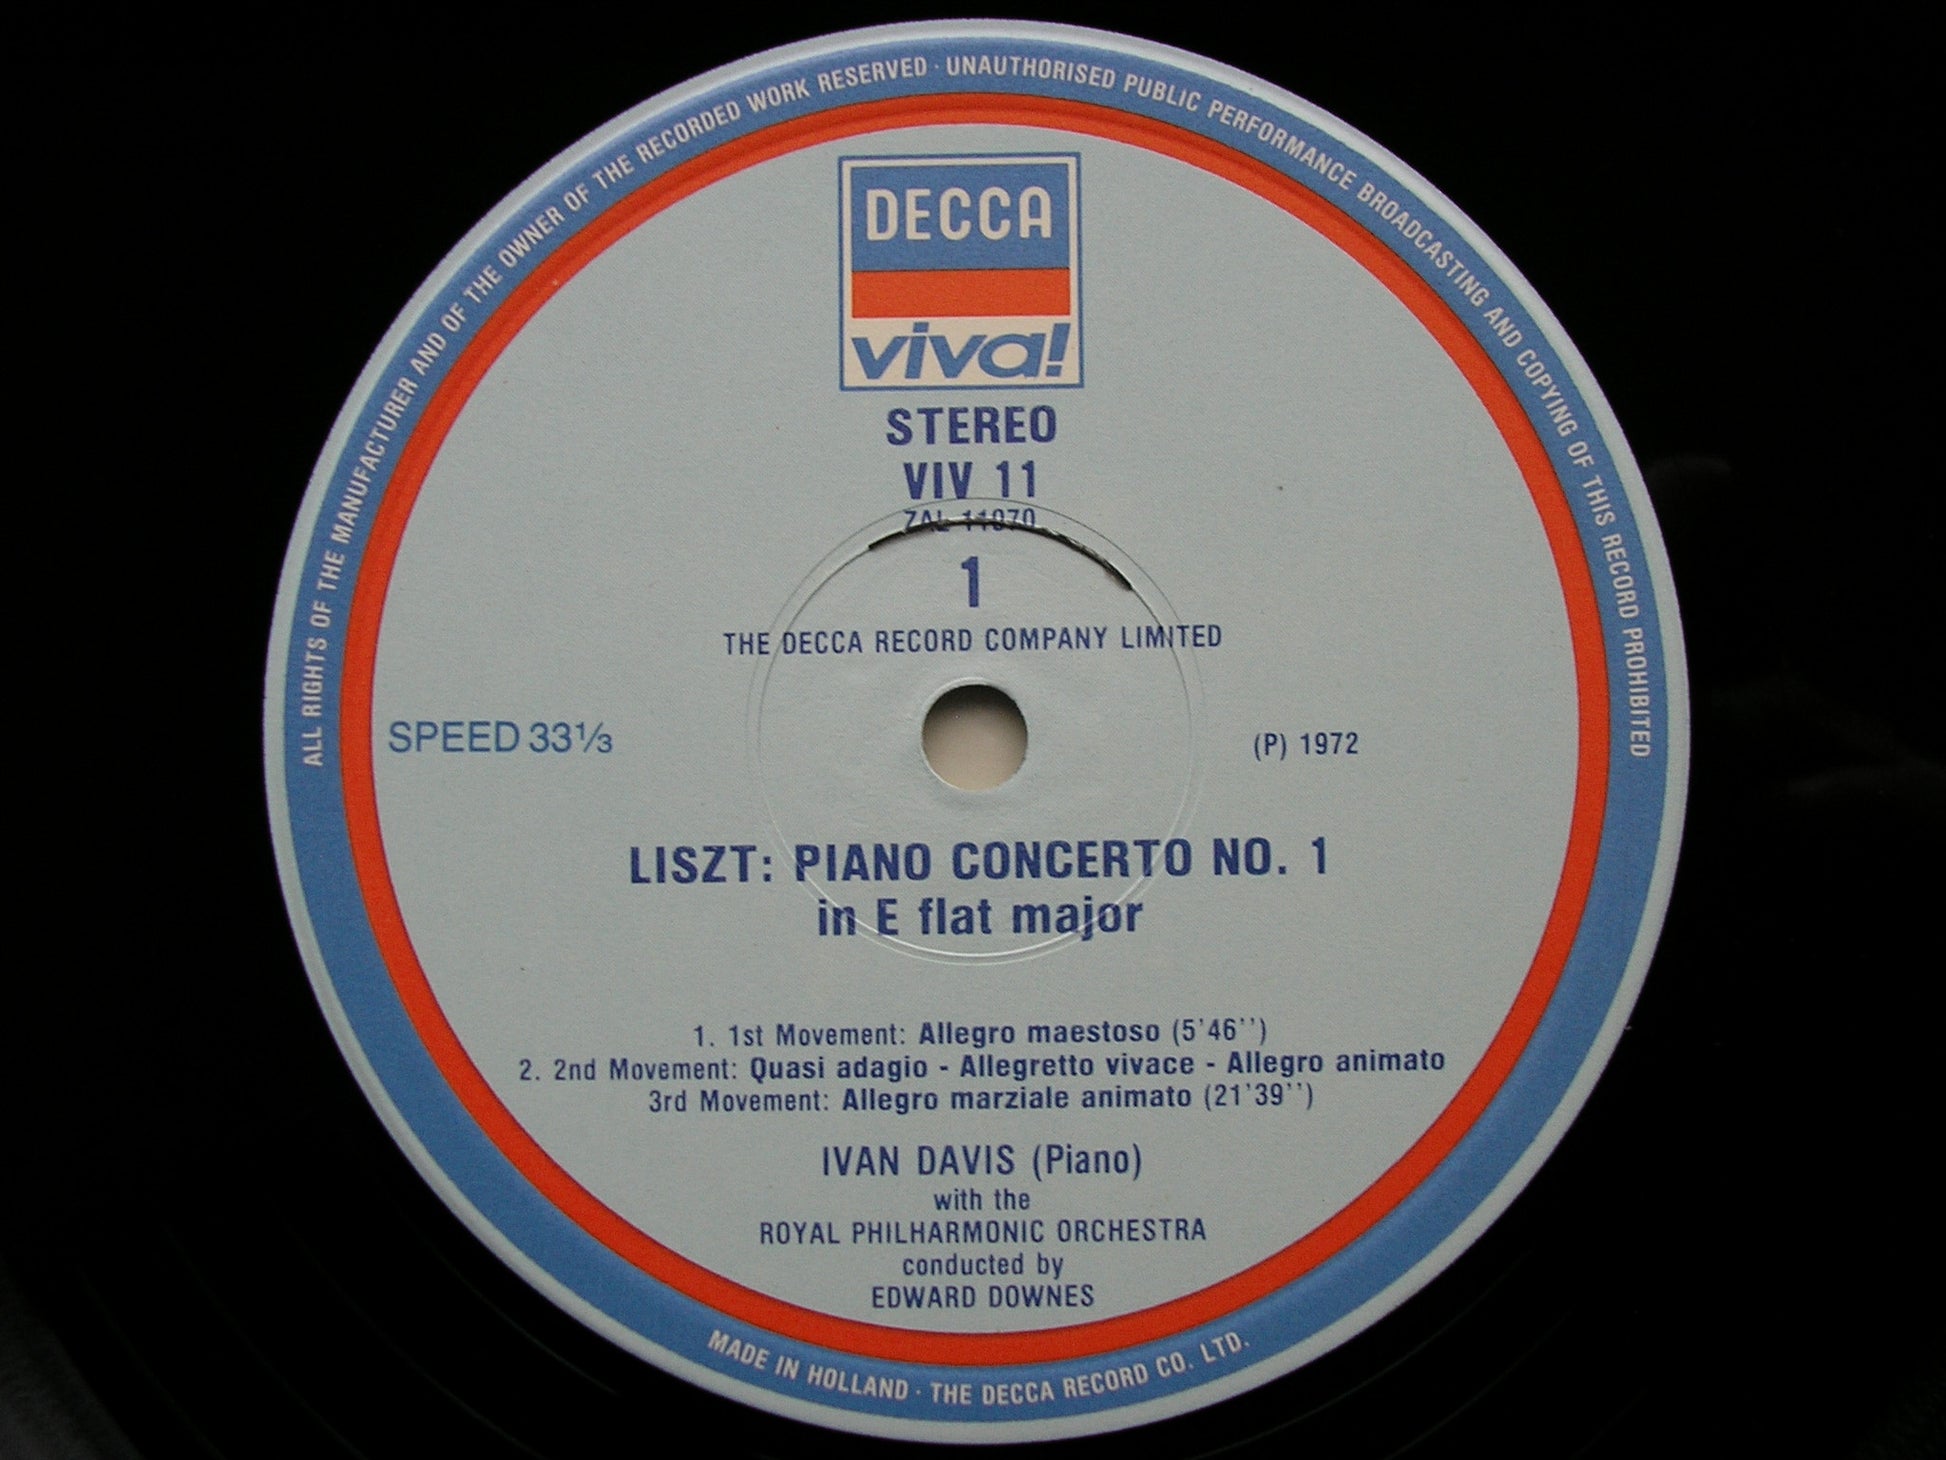 ALL RIGHTS OF THE MANUFACTURER AND OF THE OWNER OF THE RECORDED WORK RESERVED · UNAUTHORISED PUBLIC PERFORMANCE BROADCASTING AND COPYING OF THIS RECORD PROHIBITED
DECCA
viva!
STEREO
VIV 11
ZAL 11070
1
THE DECCA RECORD COMPANY LIMITED
SPEED 33⅓
(P) 1972
LISZT: PIANO CONCERTO NO. 1
in E flat major
1. 1st Movement: Allegro maestoso (5'46'')
2. 2nd Movement: Quasi adagio - Allegretto vivace - Allegro animato
3rd Movement: Allegro marziale animato (21'39'')
IVAN DAVIS (Piano)
with the
ROYAL PHILHARMONIC ORCHESTRA
conducted by
EDWARD DOWNES
MADE IN HOLLAND · THE DECCA RECORD CO. LTD.